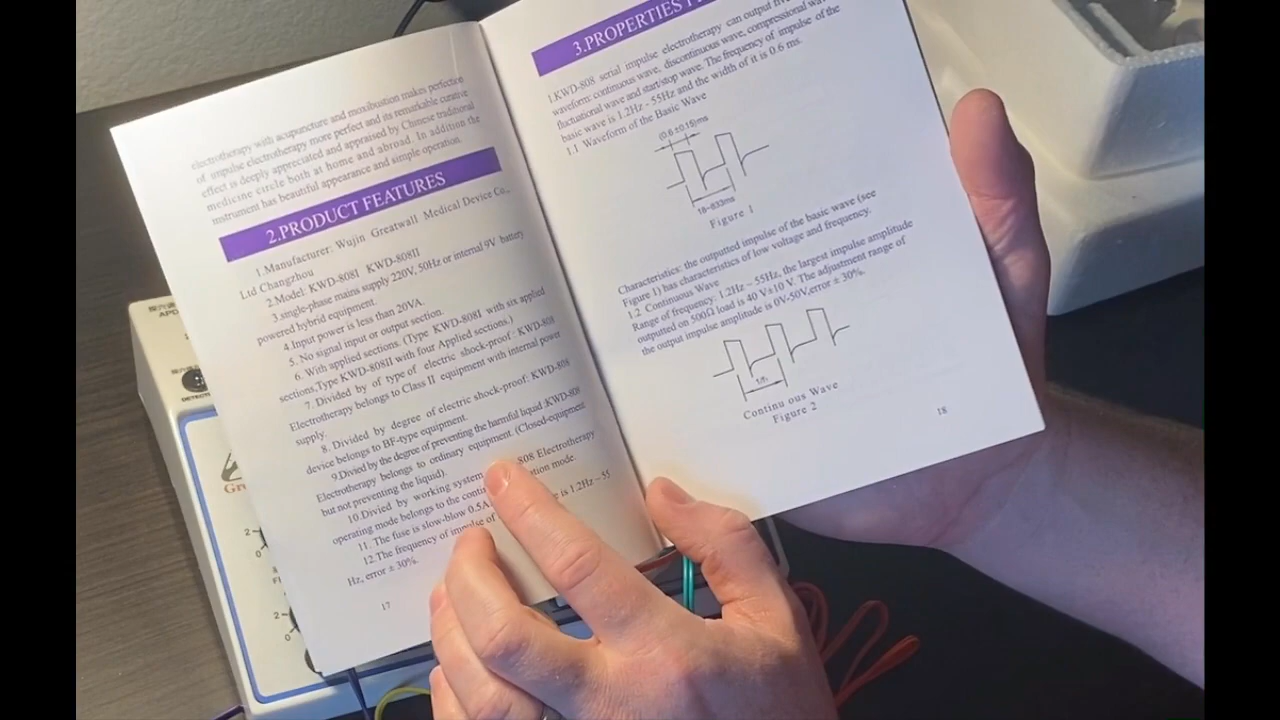 electrotherapy with acupuncture and moxibustion makes perfective
of impulse electrotherapy more perfect and its remarkable curative
effect is deeply appreciated and appraised by Chinese traditional
medicine circle both at home and abroad. In addition the
instrument has beautiful appearance and simple operation.
2.PRODUCT FEATURES
1.Manufacturer: Wujin Greatwall Medical Device Co.,
Ltd Changzhou
2.Model: KWD-808I KWD-808II
3.single-phase mains supply 220V, 50Hz or internal 9V battery
powered hybrid equipment.
4.Input power is less than 20VA.
5. No signal input or output section.
6. With applied sections. (Type KWD-808I with six applied
sections,Type KWD-808II with four Applied sections.)
7. Divided by of type of electric shock-proof: KWD-808
Electrotherapy belongs to Class II equipment with internal power
supply.
8. Divided by degree of electric shock-proof: KWD-808
device belongs to BF-type equipment.
9.Divied by the degree of preventing the harmful liquid :KWD-808
Electrotherapy belongs to ordinary equipment. (Closed-equipment
but not preventing the liquid).
10.Divied by working system 808 Electrotherapy
operating mode belongs to the mode.
11. The fuse is slow-blow 0.5A
12.The frequency of impulse of is 1.2Hz~55
Hz, error ± 30%.
17
3.PROPERTIES
1.KWD-808 serial impulse electrotherapy can output
waveform: continuous wave, discontinuous wave, compressional
fluctuational wave and start/stop wave. The frequency of impulse of the
basic wave is 1.2Hz - 55Hz and the width of it is 0.6 ms.
1.1 Waveform of the Basic Wave
(0.6 ±0.15)ms
18~833ms
Figure 1
Characteristics: the outputted impulse of the basic wave (see
Figure 1) has characteristics of low voltage and frequency.
1.2 Continuous Wave
Range of frequency: 1.2Hz~55Hz, the largest impulse amplitude
outputted on 500Ω load is 40 V±10 V. The adjustment range of
the output impulse amplitude is 0V-50V,error ± 30%.
Continu ous Wave
Figure 2
18
2
0
2
0